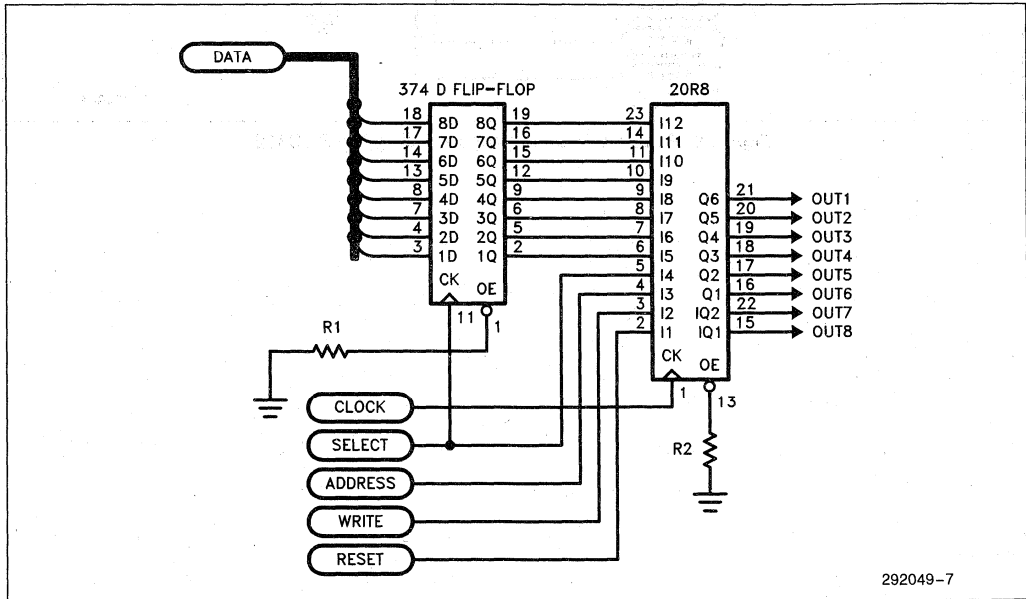 DATA
374 D FLIP-FLOP
20R8
18 8D 8Q 19 23 I12
17 7D 7Q 16 14 I11
14 6D 6Q 15 11 I10
13 5D 5Q 12 10 I9
8 4D 4Q 9 9 I8 Q6 21 OUT1
7 3D 3Q 6 8 I7 Q5 20 OUT2
4 2D 2Q 5 7 I6 Q4 19 OUT3
3 1D 1Q 2 6 I5 Q3 18 OUT4
5 I4 Q2 17 OUT5
CK OE 4 I3 Q1 16 OUT6
3 I2 IQ2 22 OUT7
11 1 2 I1 IQ1 15 OUT8
R1
CK OE
1 13
CLOCK
SELECT
R2
ADDRESS
WRITE
RESET
292049-7